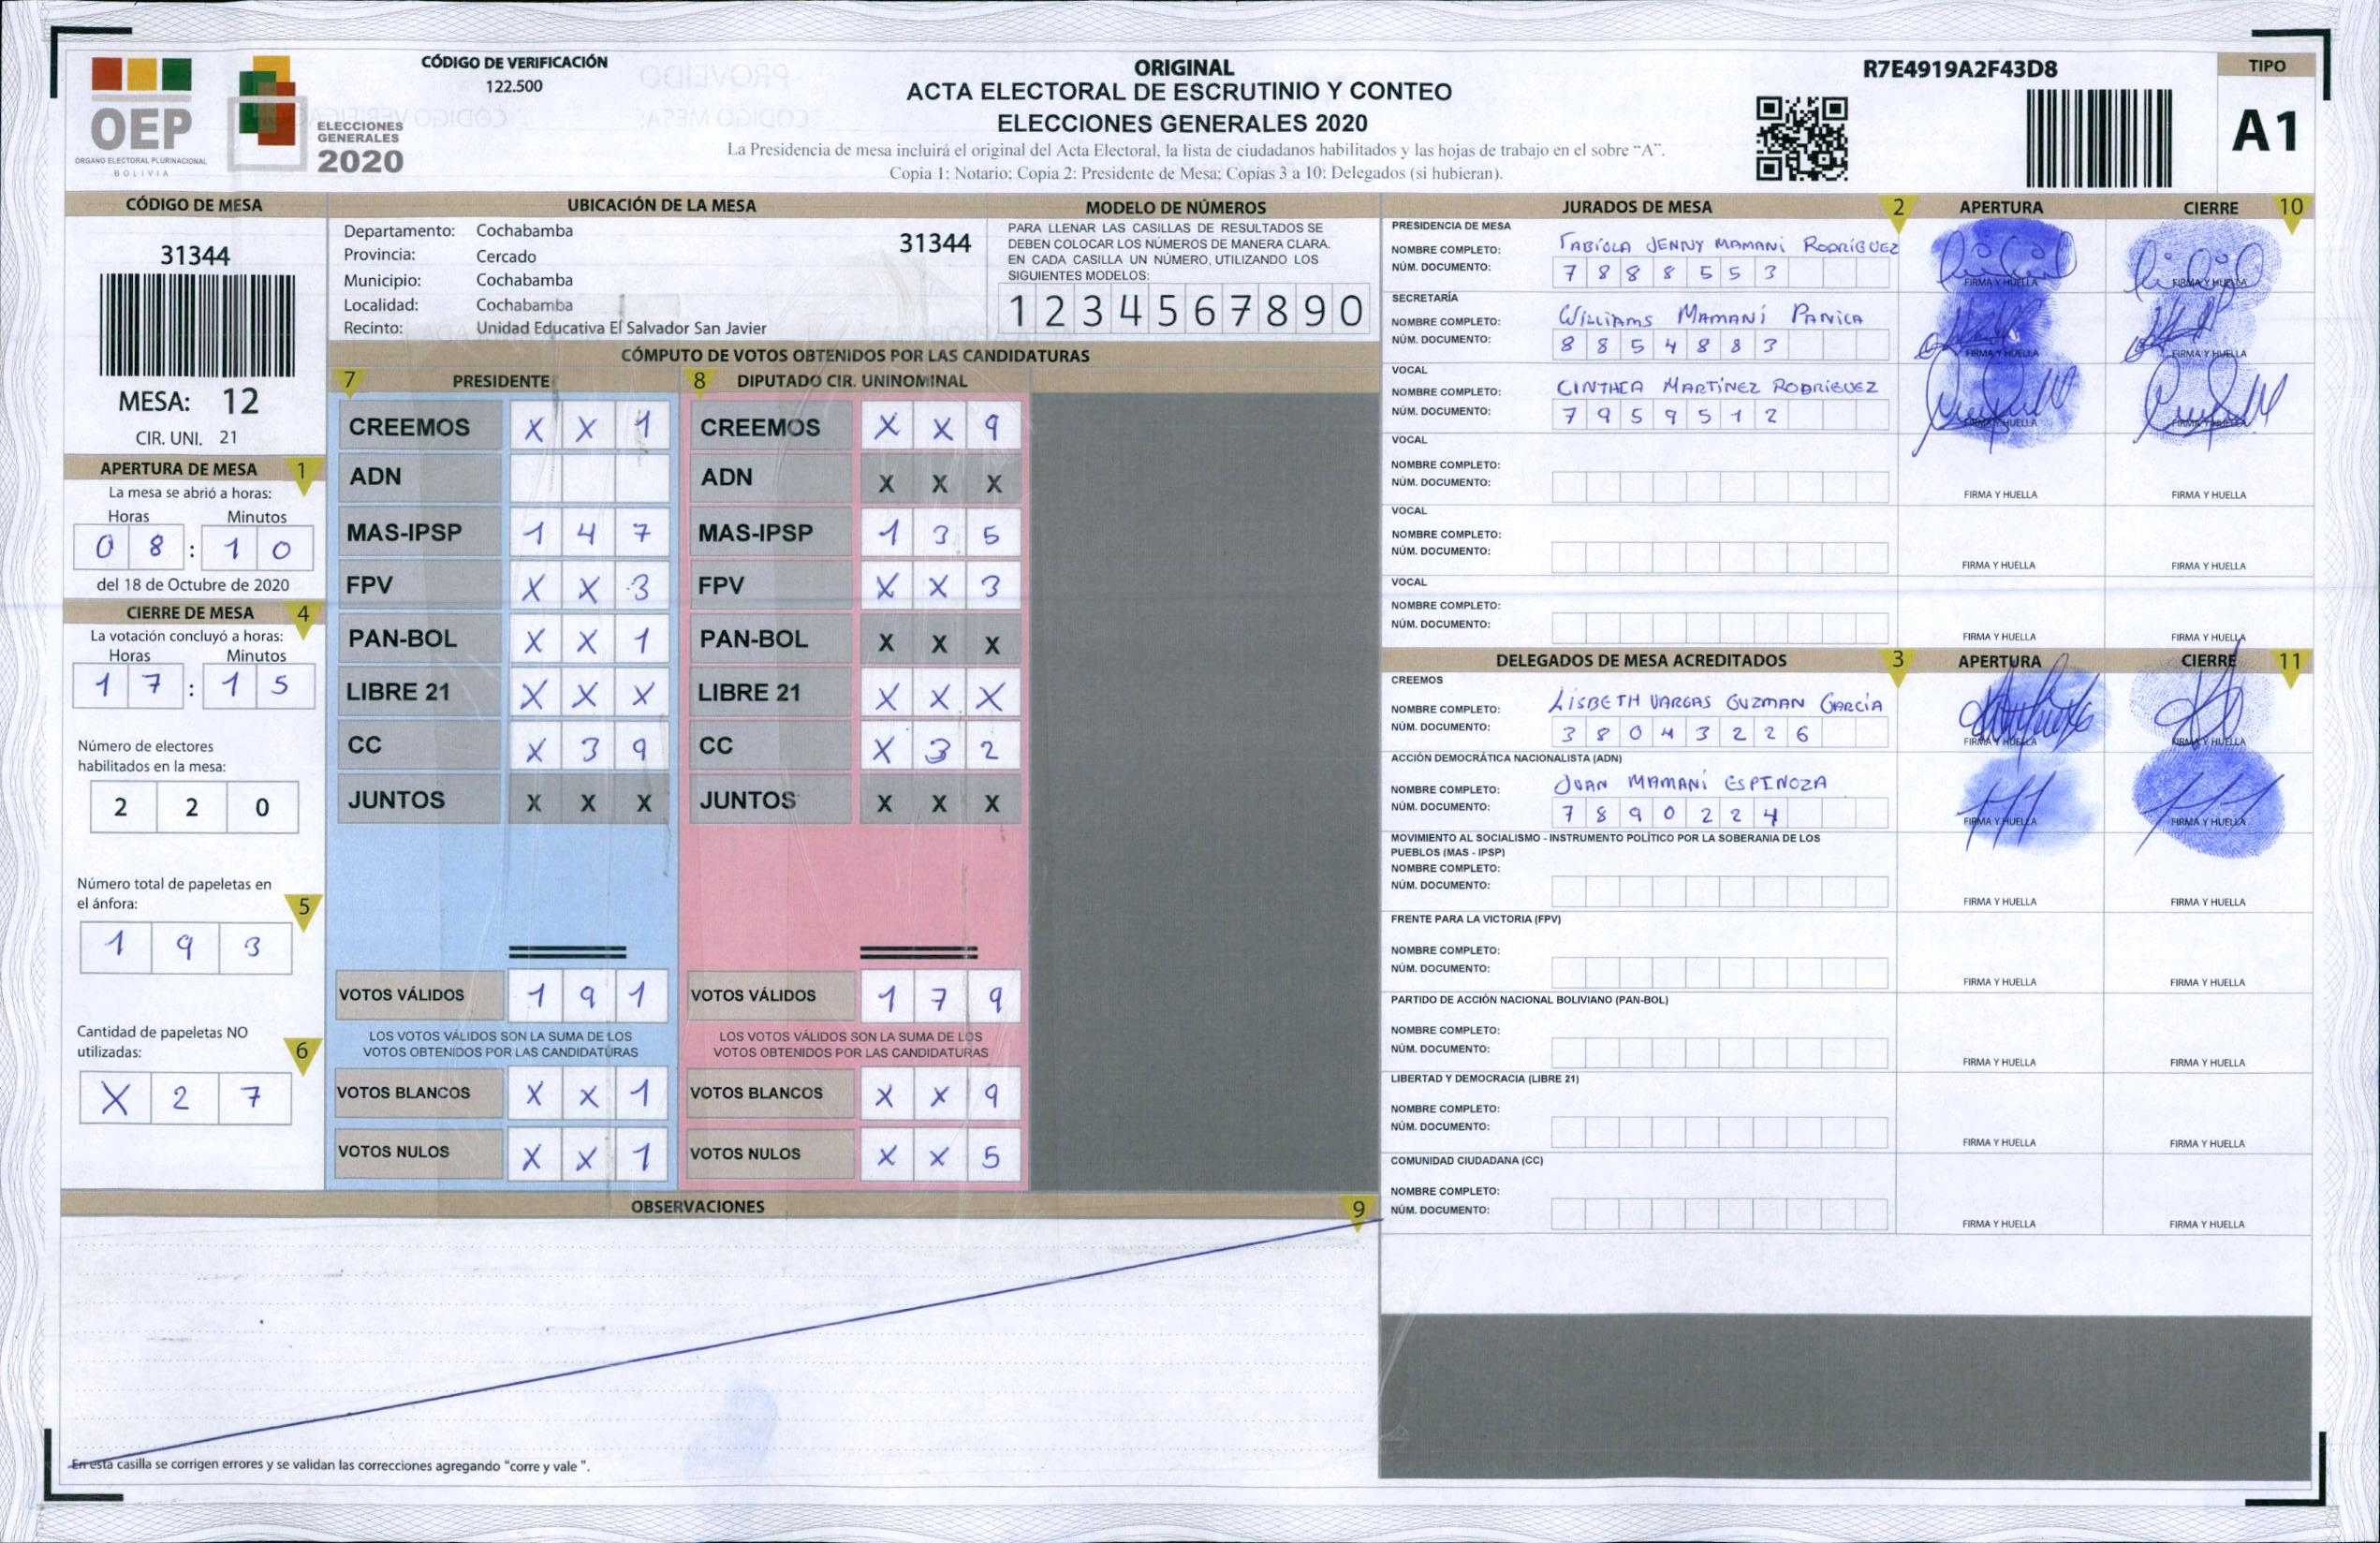 OEP
ÓRGANO ELECTORAL PLURINACIONAL
BOLIVIA
ELECCIONES
GENERALES
2020
CÓDIGO DE VERIFICACIÓN
122.500
ORIGINAL
ACTA ELECTORAL DE ESCRUTINIO Y CONTEO
ELECCIONES GENERALES 2020
La Presidencia de mesa incluirá el original del Acta Electoral, la lista de ciudadanos habilitados y las hojas de trabajo en el sobre “A”.
Copia 1: Notario; Copia 2: Presidente de Mesa; Copias 3 a 10: Delegados (si hubieran).
R7E4919A2F43D8
TIPO
A1
CÓDIGO DE MESA
31344
MESA: 12
CIR. UNI. 21
APERTURA DE MESA 1
La mesa se abrió a horas:
Horas Minutos
0 8 : 1 0
del 18 de Octubre de 2020
CIERRE DE MESA 4
La votación concluyó a horas:
Horas Minutos
1 7 : 1 5
Número de electores
habilitados en la mesa:
2 2 0
Número total de papeletas en
el ánfora: 5
1 9 3
Cantidad de papeletas NO
utilizadas: 6
X 2 7
UBICACIÓN DE LA MESA
Departamento: Cochabamba 31344
Provincia: Cercado
Municipio: Cochabamba
Localidad: Cochabamba
Recinto: Unidad Educativa El Salvador San Javier
MODELO DE NÚMEROS
PARA LLENAR LAS CASILLAS DE RESULTADOS SE
DEBEN COLOCAR LOS NÚMEROS DE MANERA CLARA.
EN CADA CASILLA UN NÚMERO, UTILIZANDO LOS
SIGUIENTES MODELOS:
1 2 3 4 5 6 7 8 9 0
CÓMPUTO DE VOTOS OBTENIDOS POR LAS CANDIDATURAS
7 PRESIDENTE
CREEMOS X X 1
ADN
MAS-IPSP 1 4 7
FPV X X 3
PAN-BOL X X 1
LIBRE 21 X X X
CC X 3 9
JUNTOS X X X
VOTOS VÁLIDOS 1 9 1
LOS VOTOS VÁLIDOS SON LA SUMA DE LOS
VOTOS OBTENIDOS POR LAS CANDIDATURAS
VOTOS BLANCOS X X 1
VOTOS NULOS X X 1
8 DIPUTADO CIR. UNINOMINAL
CREEMOS X X 9
ADN X X X
MAS-IPSP 1 3 5
FPV X X 3
PAN-BOL X X X
LIBRE 21 X X X
CC X 3 2
JUNTOS X X X
VOTOS VÁLIDOS 1 7 9
LOS VOTOS VÁLIDOS SON LA SUMA DE LOS
VOTOS OBTENIDOS POR LAS CANDIDATURAS
VOTOS BLANCOS X X 9
VOTOS NULOS X X 5
OBSERVACIONES 9
En esta casilla se corrigen errores y se validan las correcciones agregando "corre y vale ".
JURADOS DE MESA 2 APERTURA CIERRE 10
PRESIDENCIA DE MESA
NOMBRE COMPLETO: FABIOLA JENNY MAMANI RODRÍGUEZ
NÚM. DOCUMENTO: 7 8 8 8 5 5 3
FIRMA Y HUELLA FIRMA Y HUELLA
SECRETARÍA
NOMBRE COMPLETO: WILLIAMS MAMANI PANICA
NÚM. DOCUMENTO: 8 8 5 4 8 8 3
FIRMA Y HUELLA FIRMA Y HUELLA
VOCAL
NOMBRE COMPLETO: CINTHCA MARTÍNEZ RODRÍGUEZ
NÚM. DOCUMENTO: 7 9 5 9 5 1 2
FIRMA Y HUELLA FIRMA Y HUELLA
VOCAL
NOMBRE COMPLETO:
NÚM. DOCUMENTO:
FIRMA Y HUELLA FIRMA Y HUELLA
VOCAL
NOMBRE COMPLETO:
NÚM. DOCUMENTO:
FIRMA Y HUELLA FIRMA Y HUELLA
VOCAL
NOMBRE COMPLETO:
NÚM. DOCUMENTO:
FIRMA Y HUELLA FIRMA Y HUELLA
DELEGADOS DE MESA ACREDITADOS 3 APERTURA CIERRE 11
CREEMOS
NOMBRE COMPLETO: LISBETH VARGAS GUZMAN GARCÍA
NÚM. DOCUMENTO: 3 8 0 4 3 2 2 6
FIRMA Y HUELLA FIRMA Y HUELLA
ACCIÓN DEMOCRÁTICA NACIONALISTA (ADN)
NOMBRE COMPLETO: JUAN MAMANI ESPINOZA
NÚM. DOCUMENTO: 7 8 9 0 2 2 4
FIRMA Y HUELLA FIRMA Y HUELLA
MOVIMIENTO AL SOCIALISMO - INSTRUMENTO POLÍTICO POR LA SOBERANIA DE LOS
PUEBLOS (MAS - IPSP)
NOMBRE COMPLETO:
NÚM. DOCUMENTO:
FIRMA Y HUELLA FIRMA Y HUELLA
FRENTE PARA LA VICTORIA (FPV)
NOMBRE COMPLETO:
NÚM. DOCUMENTO:
FIRMA Y HUELLA FIRMA Y HUELLA
PARTIDO DE ACCIÓN NACIONAL BOLIVIANO (PAN-BOL)
NOMBRE COMPLETO:
NÚM. DOCUMENTO:
FIRMA Y HUELLA FIRMA Y HUELLA
LIBERTAD Y DEMOCRACIA (LIBRE 21)
NOMBRE COMPLETO:
NÚM. DOCUMENTO:
FIRMA Y HUELLA FIRMA Y HUELLA
COMUNIDAD CIUDADANA (CC)
NOMBRE COMPLETO:
NÚM. DOCUMENTO:
FIRMA Y HUELLA FIRMA Y HUELLA